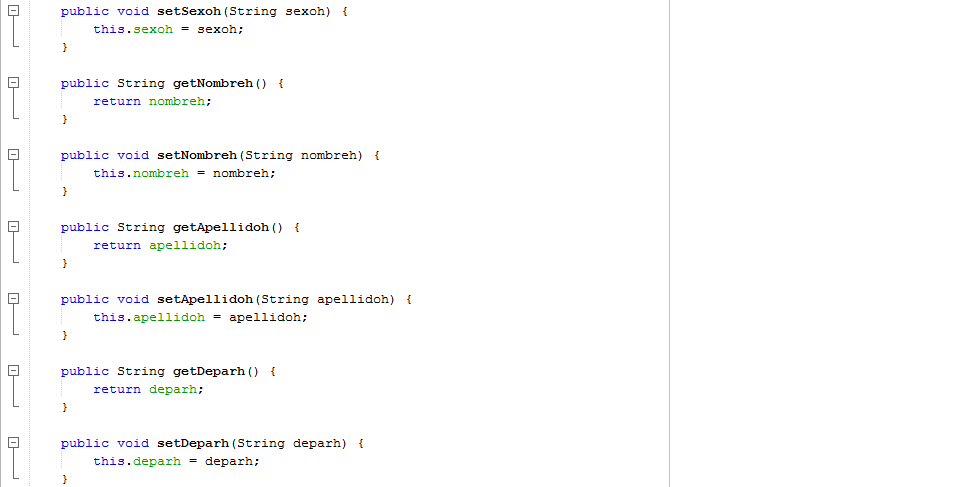 public void setSexoh(String sexoh) {
this.sexoh = sexoh;
}
public String getNombreh() {
return nombreh;
}
public void setNombreh(String nombreh) {
this.nombreh = nombreh;
}
public String getApellidoh() {
return apellidoh;
}
public void setApellidoh(String apellidoh) {
this.apellidoh = apellidoh;
}
public String getDeparh() {
return deparh;
}
public void setDeparh(String deparh) {
this.deparh = deparh;
}